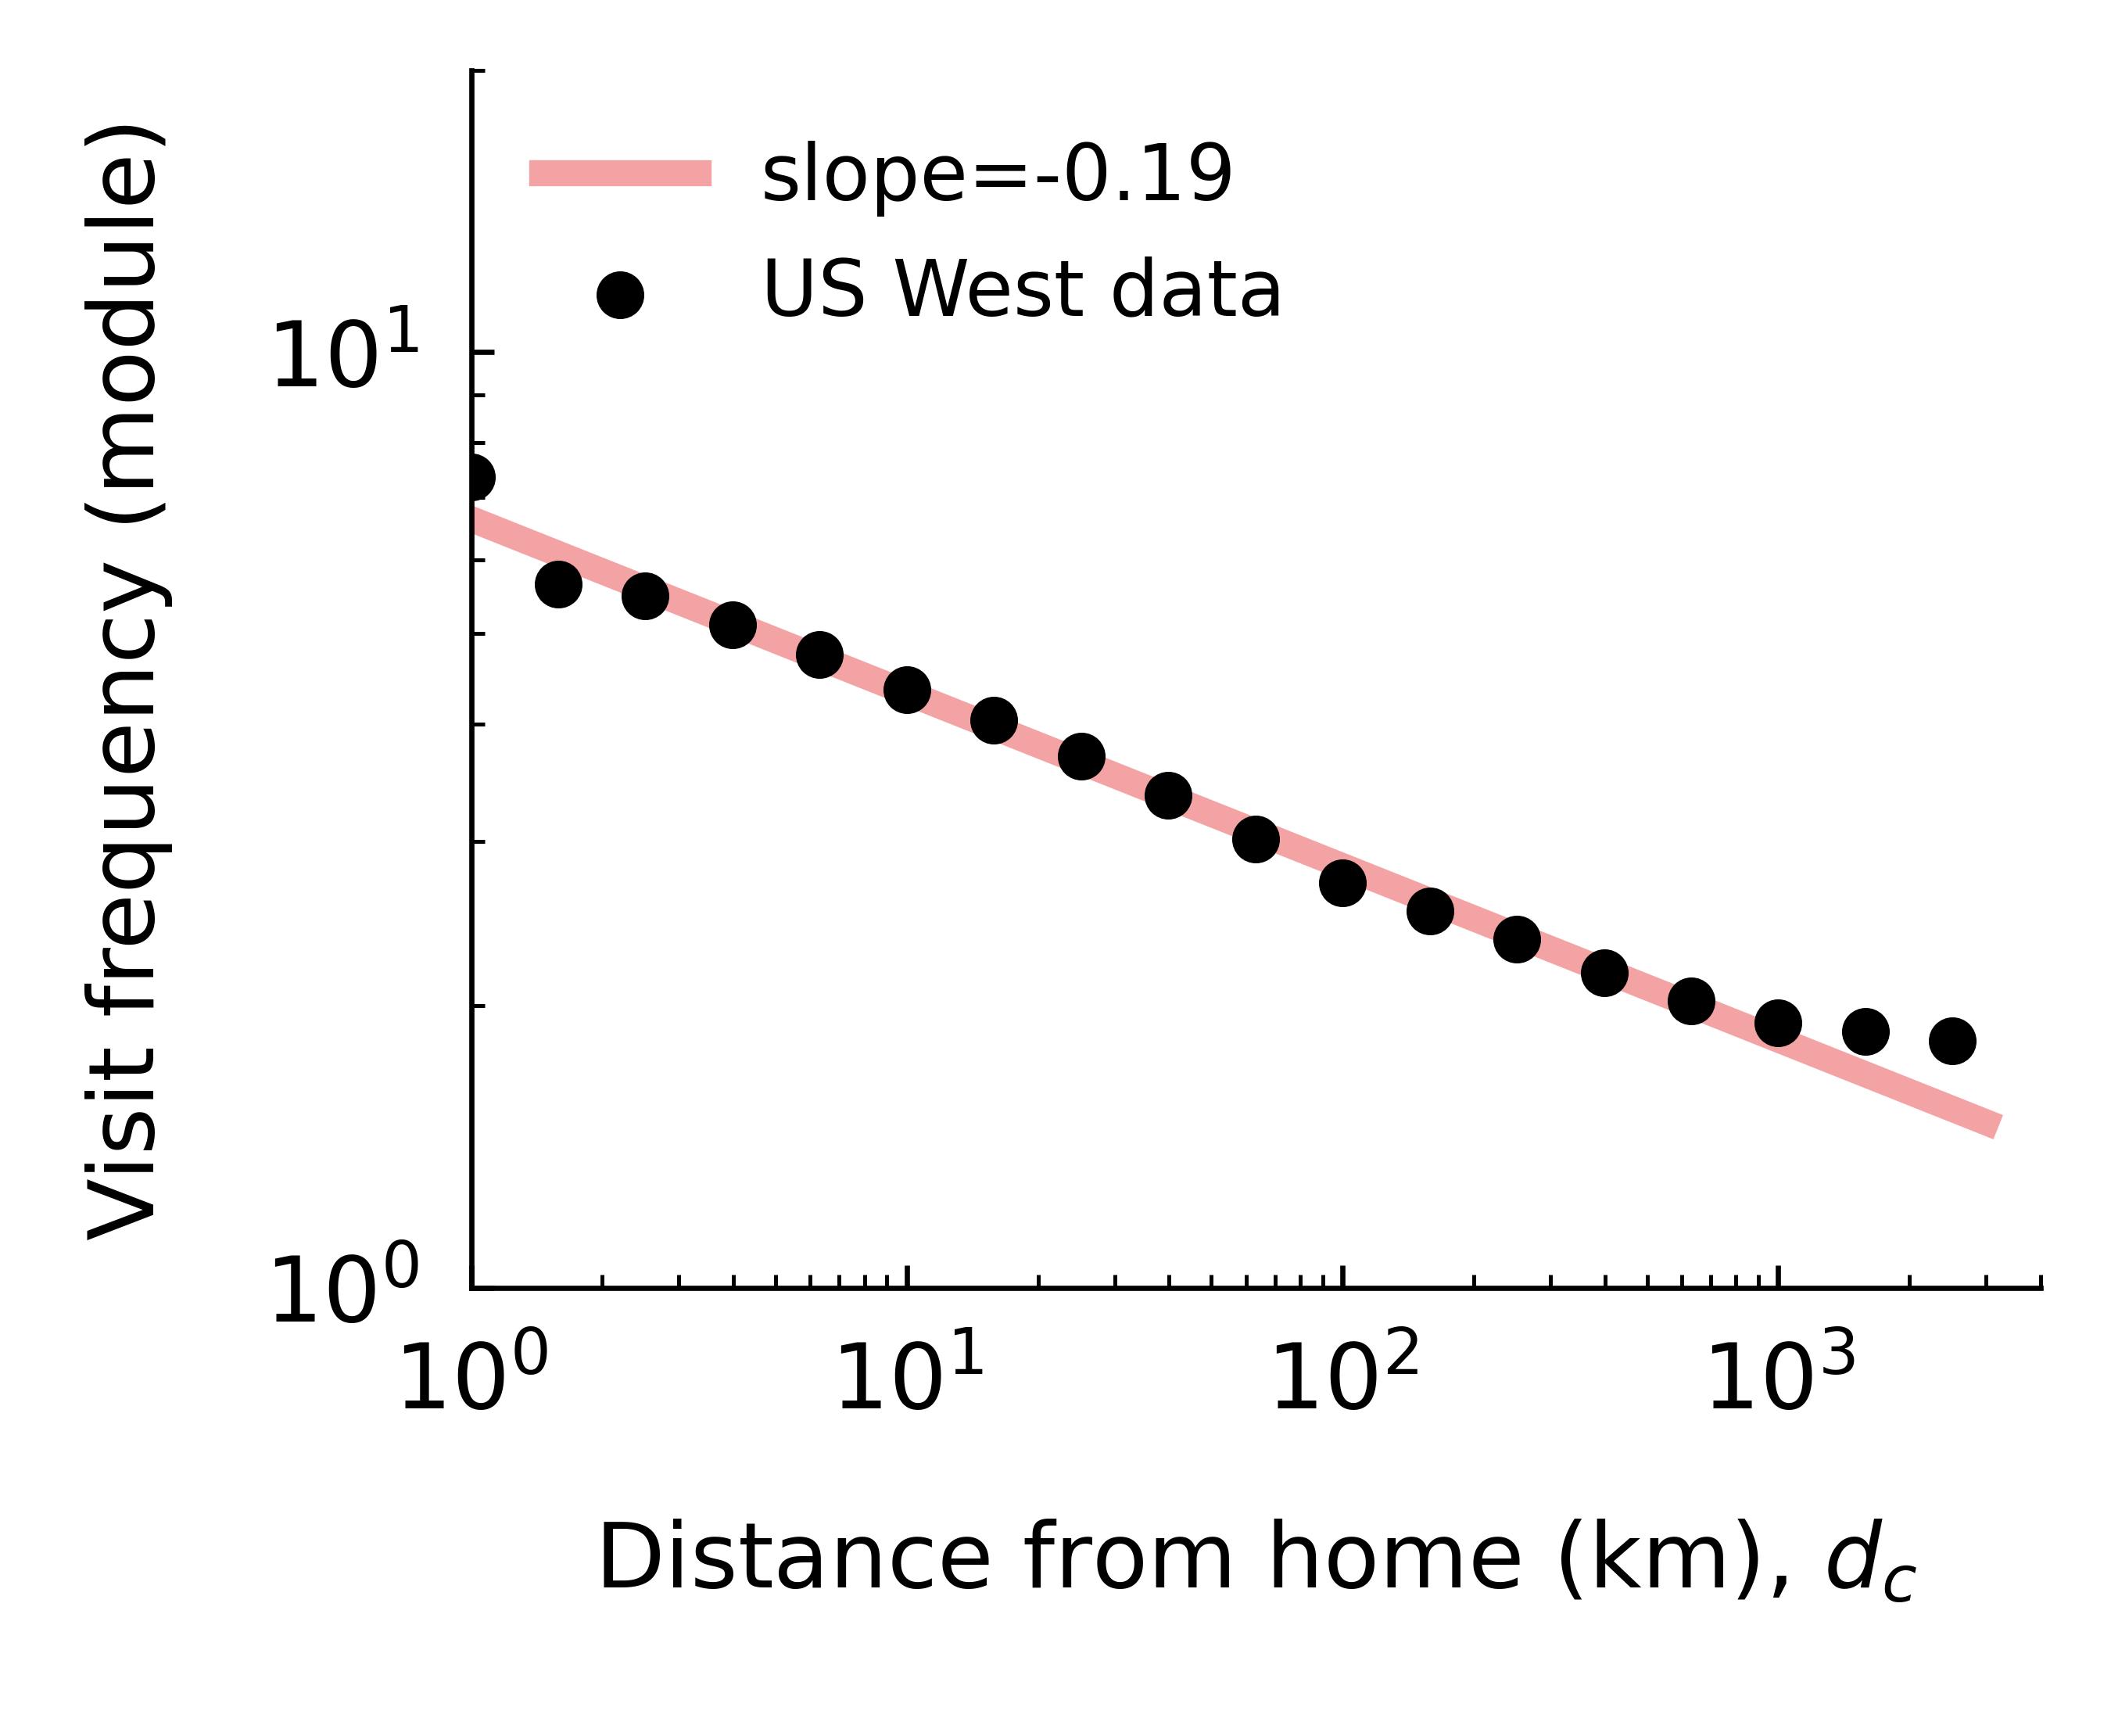 slope=-0.19
US West data
Visit frequency (module)
10¹
10⁰
10⁰ 10¹ 10² 10³
Distance from home (km), d_c